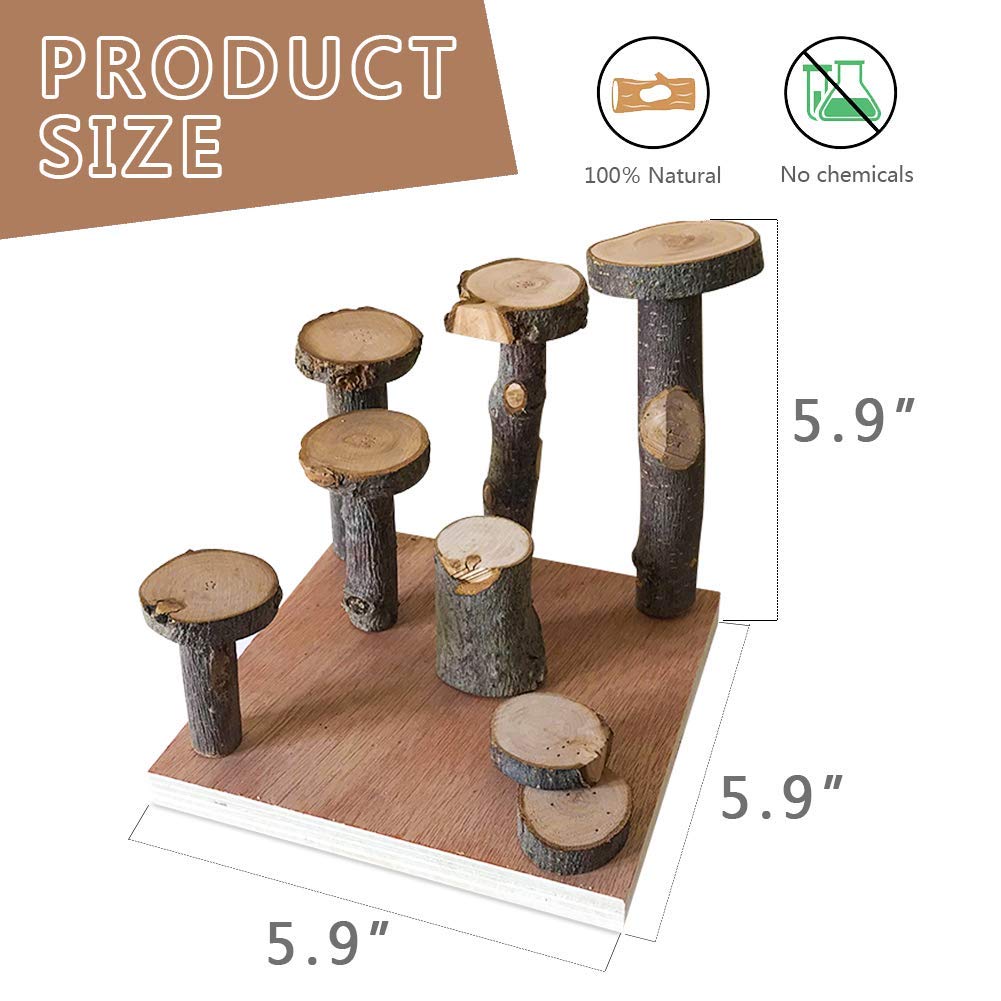 PRODUCT
SIZE
100% Natural
No chemicals
5.9"
5.9"
5.9"